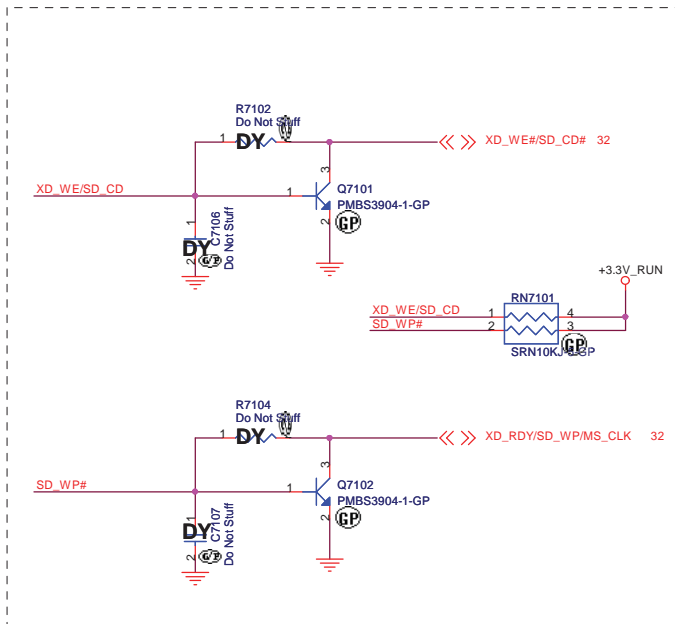 R7102
Do Not Stuff
1 DY 2
XD_WE#/SD_CD# 32
3
XD_WE/SD_CD
1
Q7101
PMBS3904-1-GP
2
GP
1
DY
C7106
2
G/P
Do Not Stuff
+3.3V_RUN
RN7101
XD_WE/SD_CD
1
4
SD_WP#
2
3
GP
R7104
Do Not Stuff
1 DY
XD_RDY/SD_WP/MS_CLK 32
3
SD_WP#
1
Q7102
PMBS3904-1-GP
2
GP
1
DY
C7107
2
G/P
Do Not Stuff